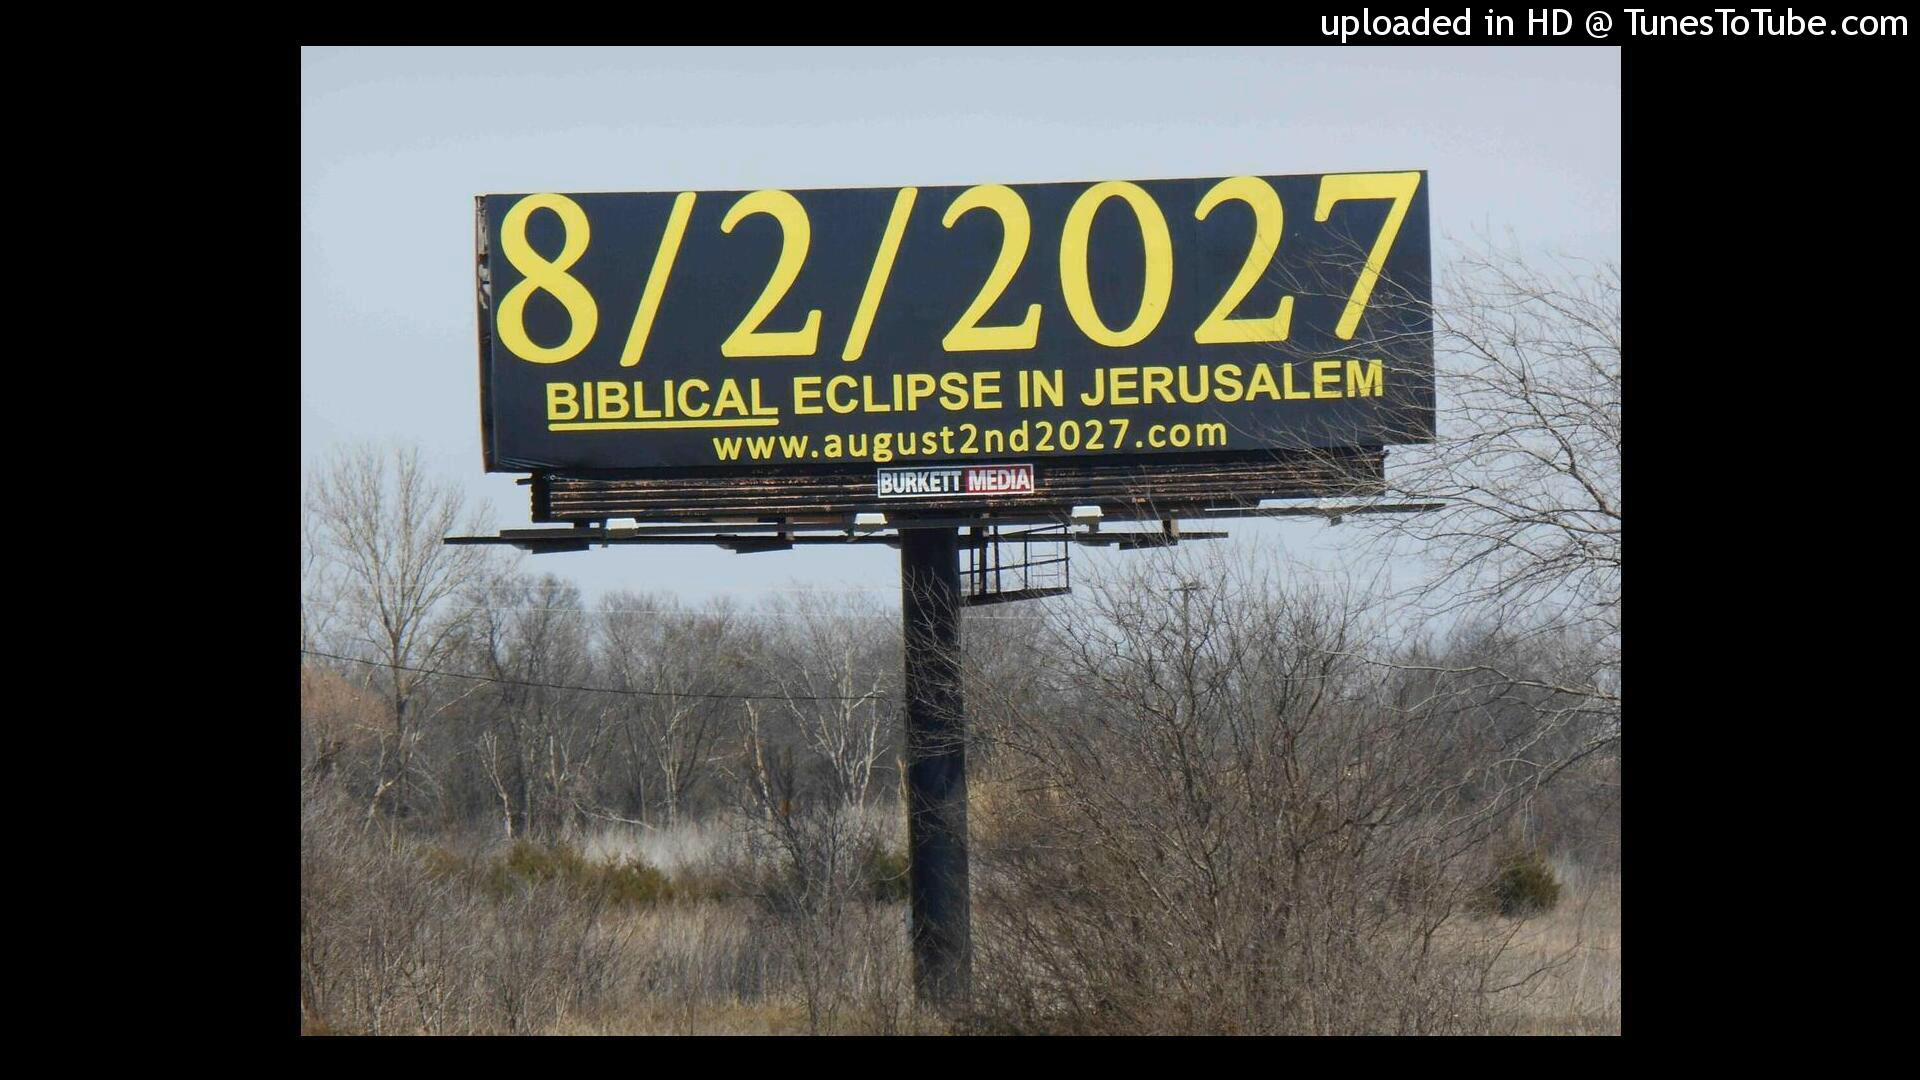 uploaded in HD @ TunesToTube.com
8/2/2027
BIBLICAL ECLIPSE IN JERUSALEM
www.august2nd2027.com
BURKETT MEDIA